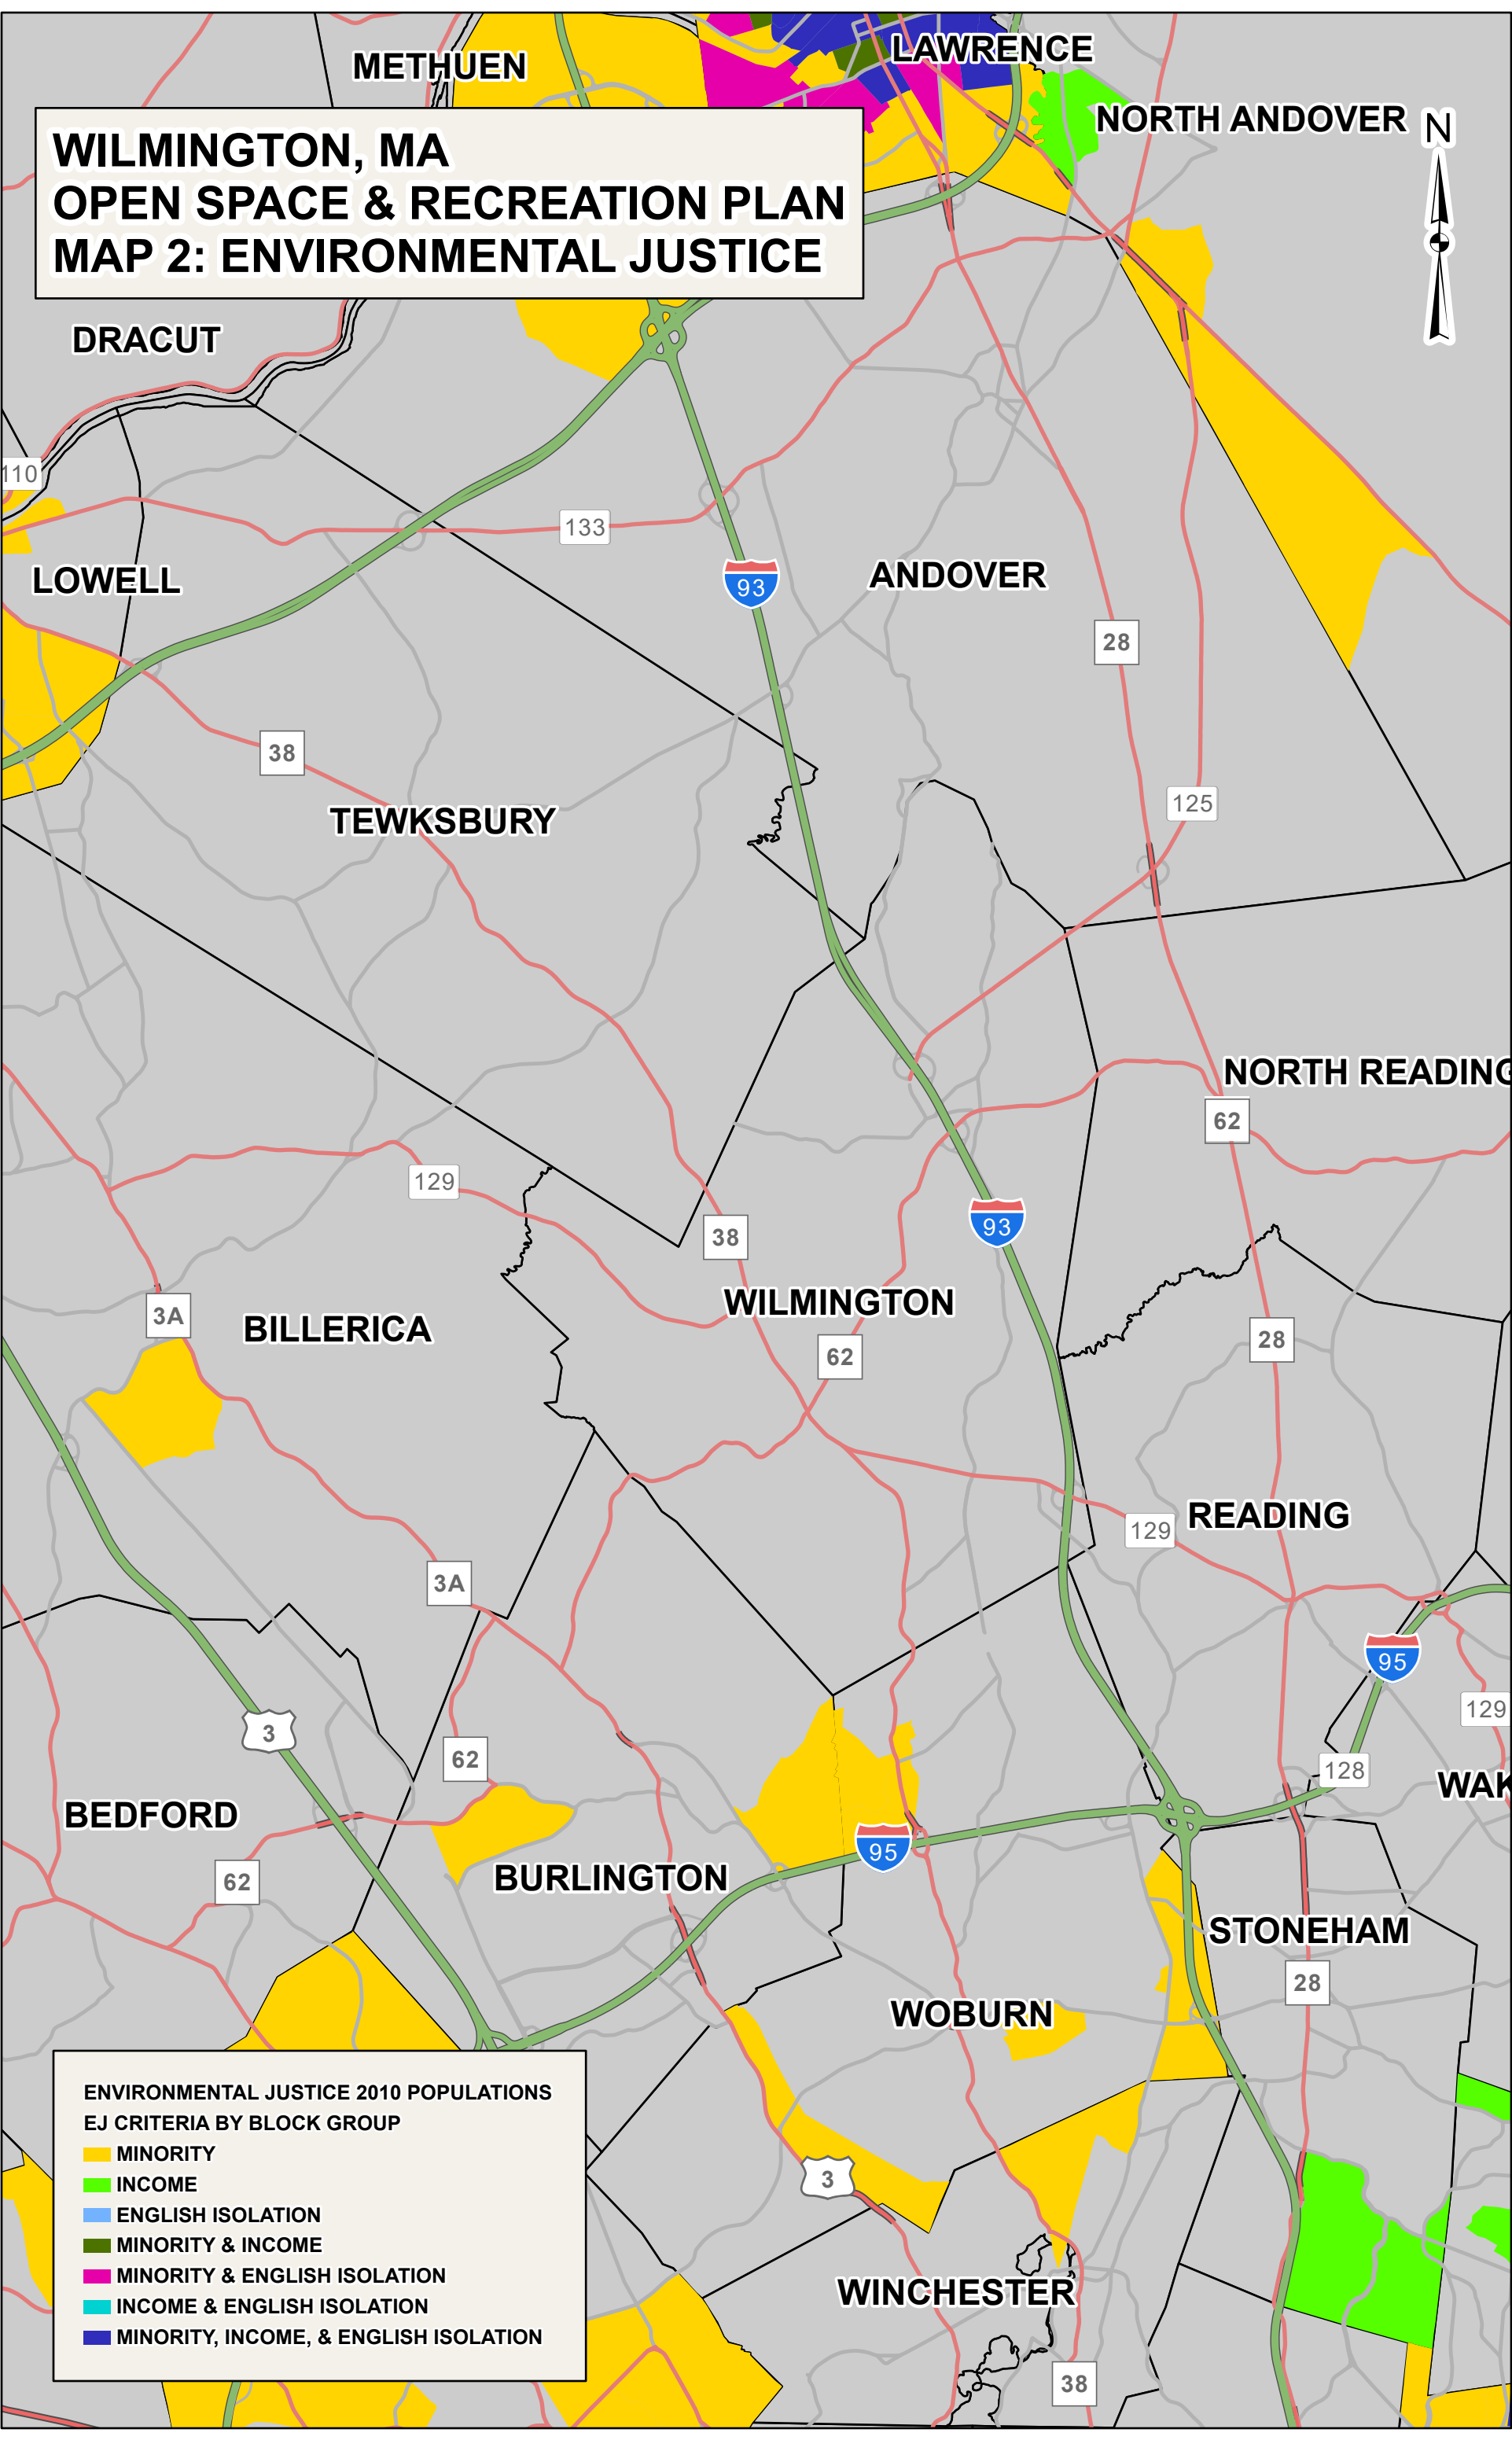 METHUEN
LAWRENCE
NORTH ANDOVER
N
WILMINGTON, MA
OPEN SPACE & RECREATION PLAN
MAP 2: ENVIRONMENTAL JUSTICE
DRACUT
110
133
LOWELL
93
ANDOVER
28
38
125
TEWKSBURY
NORTH READING
62
129
93
38
WILMINGTON
3A
BILLERICA
28
62
READING
129
3A
95
129
3
62
128
WAK
BEDFORD
95
BURLINGTON
62
STONEHAM
28
WOBURN
ENVIRONMENTAL JUSTICE 2010 POPULATIONS
EJ CRITERIA BY BLOCK GROUP
MINORITY
INCOME
ENGLISH ISOLATION
MINORITY & INCOME
MINORITY & ENGLISH ISOLATION
INCOME & ENGLISH ISOLATION
MINORITY, INCOME, & ENGLISH ISOLATION
3
WINCHESTER
38